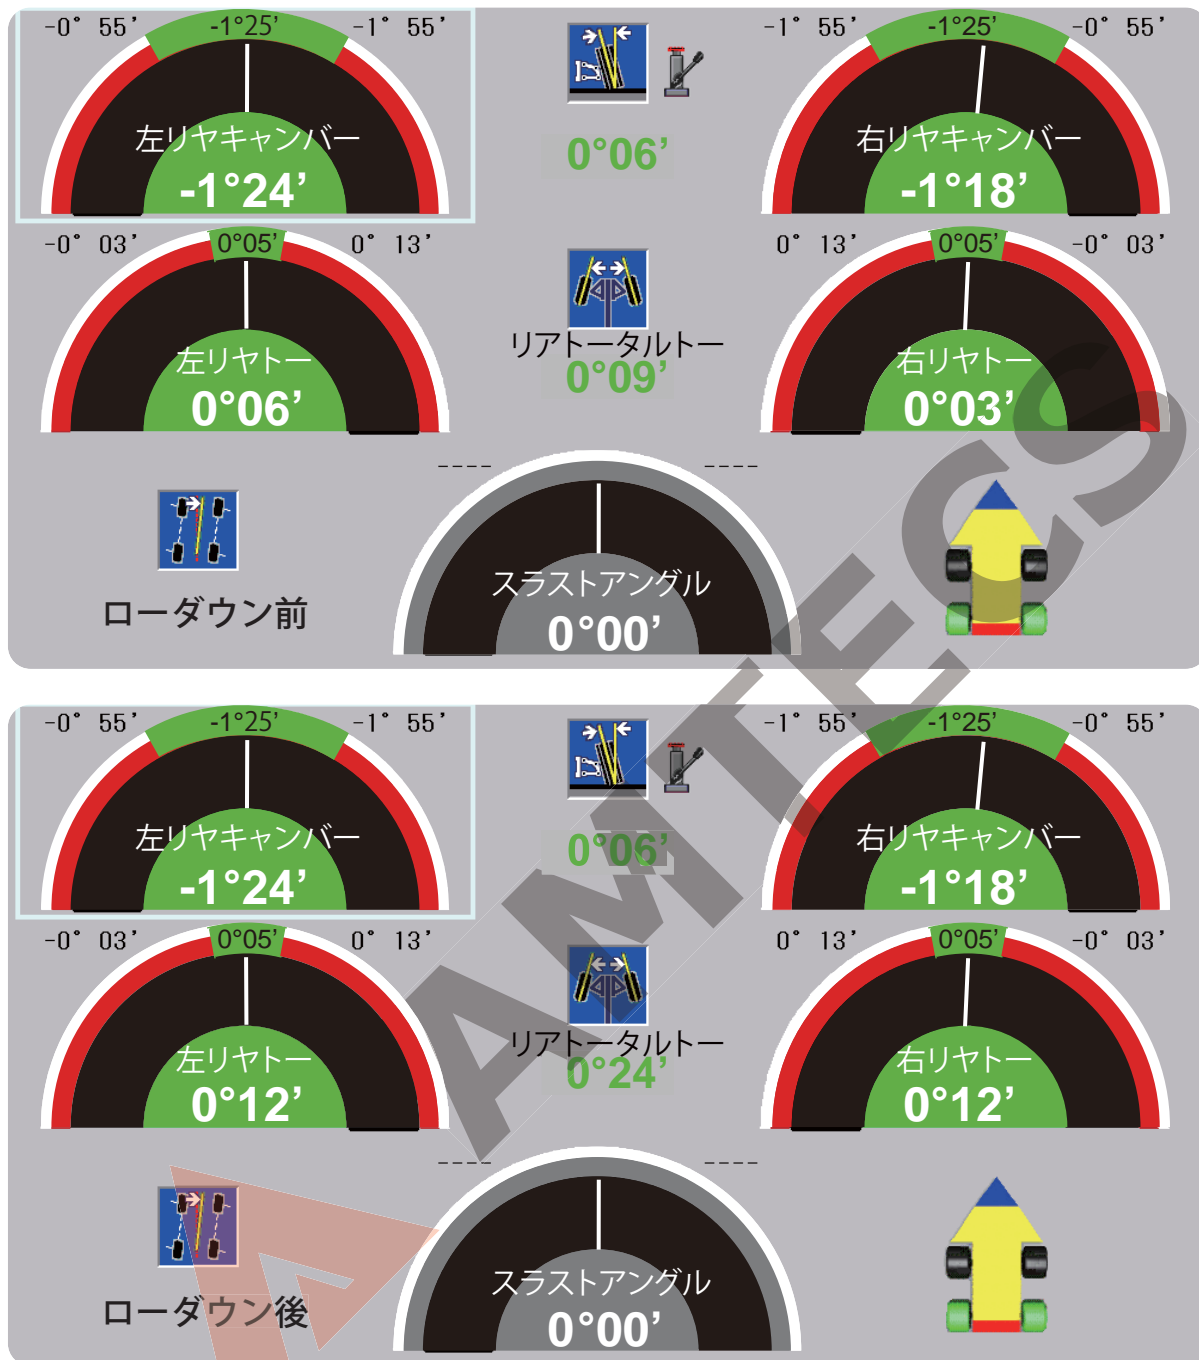 -0° 55’ -1°25’ -1° 55’
-1° 55’ -1°25’ -0° 55’
左リヤキャンバー
-1°24’
0°06’
右リヤキャンバー
-1°18’
-0° 03’ 0°05’ 0° 13’
0° 13’ 0°05’ -0° 03’
左リヤトー
0°06’
リアトータルトー
0°09’
右リヤトー
0°03’
---- ----
スラストアングル
0°00’
ローダウン前
-0° 55’ -1°25’ -1° 55’
-1° 55’ -1°25’ -0° 55’
左リヤキャンバー
-1°24’
0°06’
右リヤキャンバー
-1°18’
-0° 03’ 0°05’ 0° 13’
0° 13’ 0°05’ -0° 03’
左リヤトー
0°12’
リアトータルトー
0°24’
右リヤトー
0°12’
---- ----
スラストアングル
0°00’
ローダウン後
AMTECS